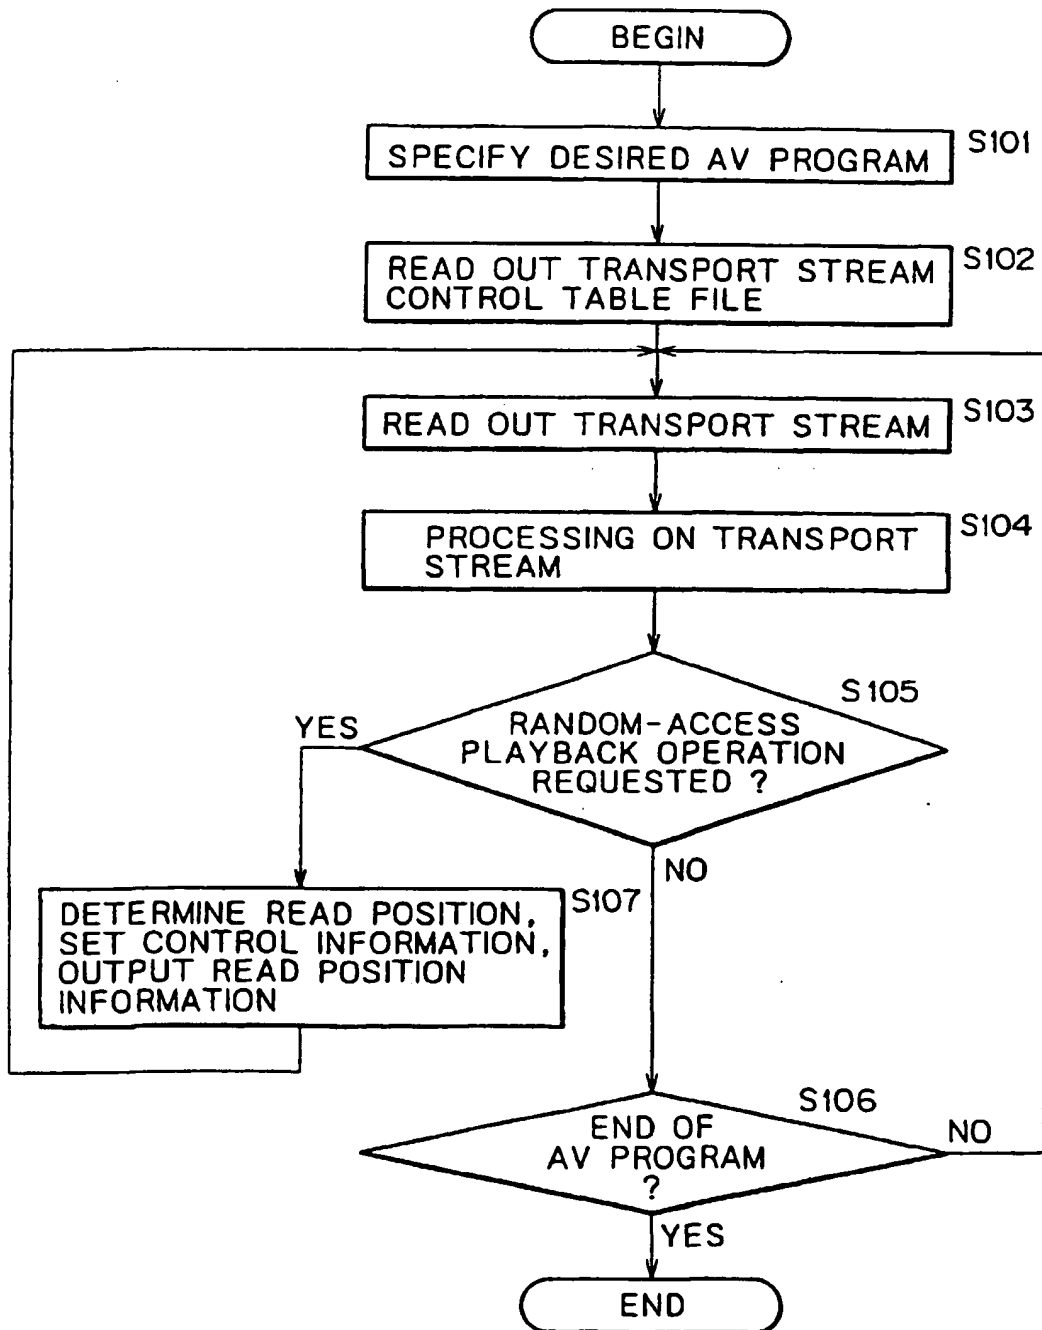 BEGIN
S101
SPECIFY DESIRED AV PROGRAM
S102
READ OUT TRANSPORT STREAM
CONTROL TABLE FILE
S103
READ OUT TRANSPORT STREAM
S104
PROCESSING ON TRANSPORT
STREAM
S105
YES
RANDOM-ACCESS
PLAYBACK OPERATION
REQUESTED ?
NO
S107
DETERMINE READ POSITION,
SET CONTROL INFORMATION,
OUTPUT READ POSITION
INFORMATION
S106
END OF
AV PROGRAM
?
NO
YES
END